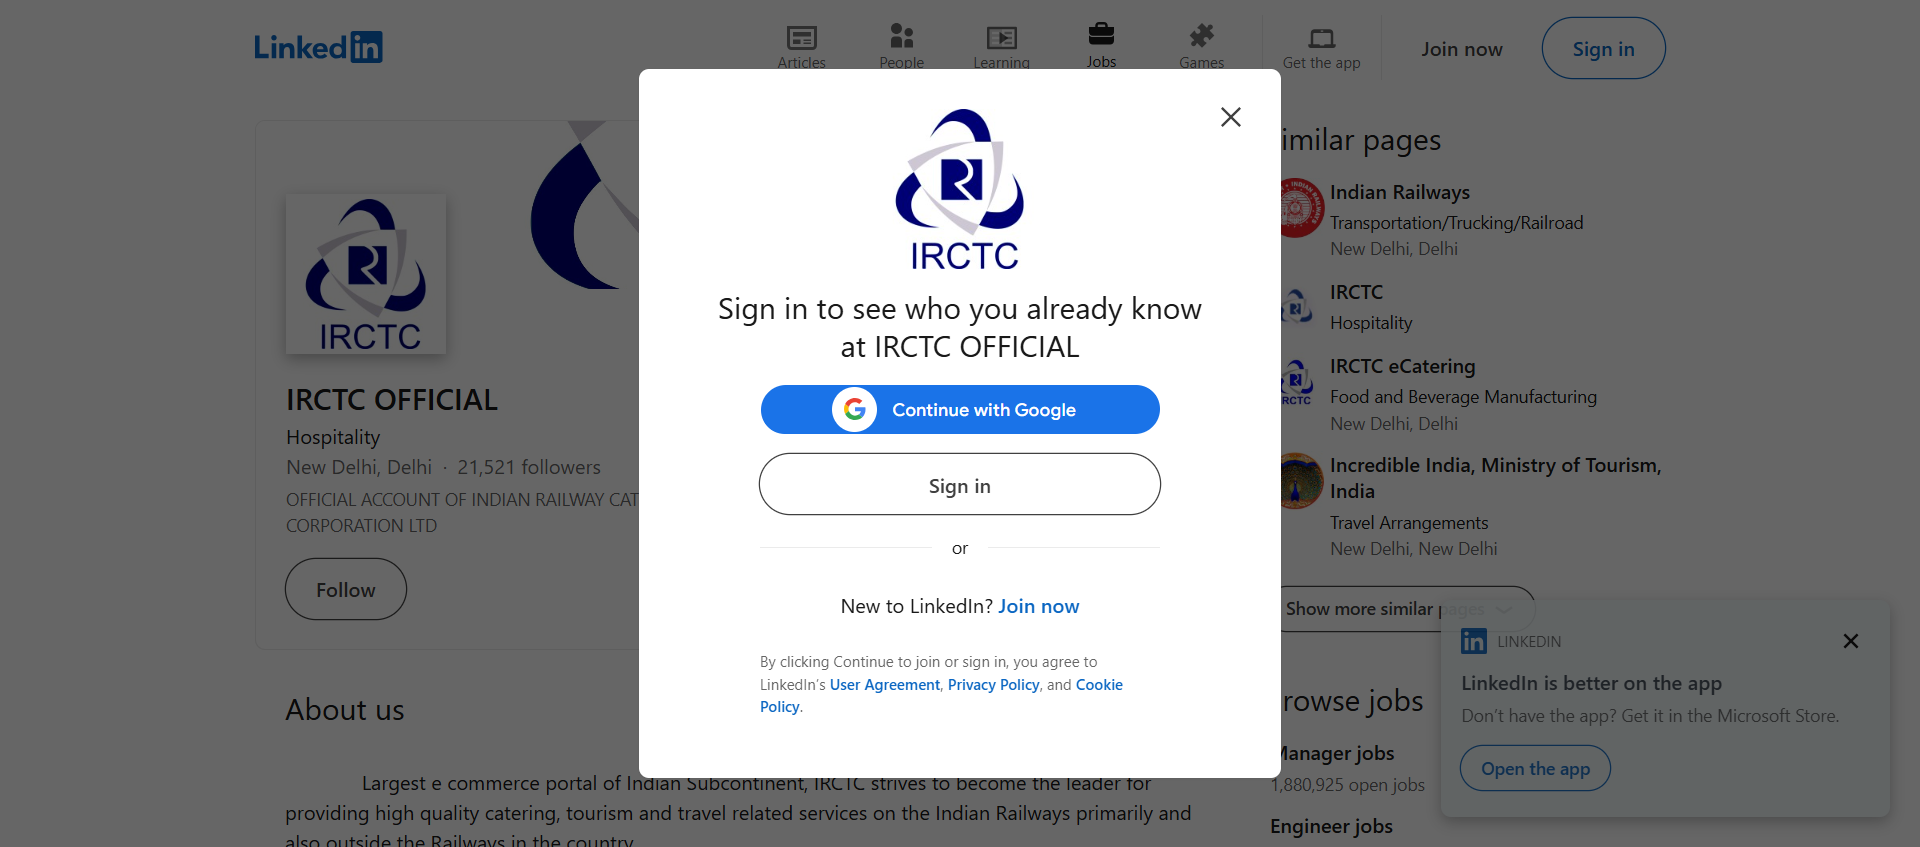 LinkedIn
Articles
People
Learning
Jobs
Games
Get the app
Join now
Sign in
IRCTC
IRCTC OFFICIAL
Hospitality
New Delhi, Delhi · 21,521 followers
OFFICIAL ACCOUNT OF INDIAN RAILWAY CAT
CORPORATION LTD
Follow
About us
Largest e commerce portal of Indian Subcontinent, IRCTC strives to become the leader for
providing high quality catering, tourism and travel related services on the Indian Railways primarily and
also outside the Railways in the country
IRCTC
Sign in to see who you already know
at IRCTC OFFICIAL
Continue with Google
Sign in
or
New to LinkedIn? Join now
By clicking Continue to join or sign in, you agree to
LinkedIn’s User Agreement, Privacy Policy, and Cookie
Policy.
imilar pages
Indian Railways
Transportation/Trucking/Railroad
New Delhi, Delhi
IRCTC
Hospitality
IRCTC eCatering
Food and Beverage Manufacturing
New Delhi, Delhi
Incredible India, Ministry of Tourism,
India
Travel Arrangements
New Delhi, New Delhi
Show more similar pages
rowse jobs
Manager jobs
1,880,925 open jobs
Engineer jobs
LINKEDIN
LinkedIn is better on the app
Don’t have the app? Get it in the Microsoft Store.
Open the app